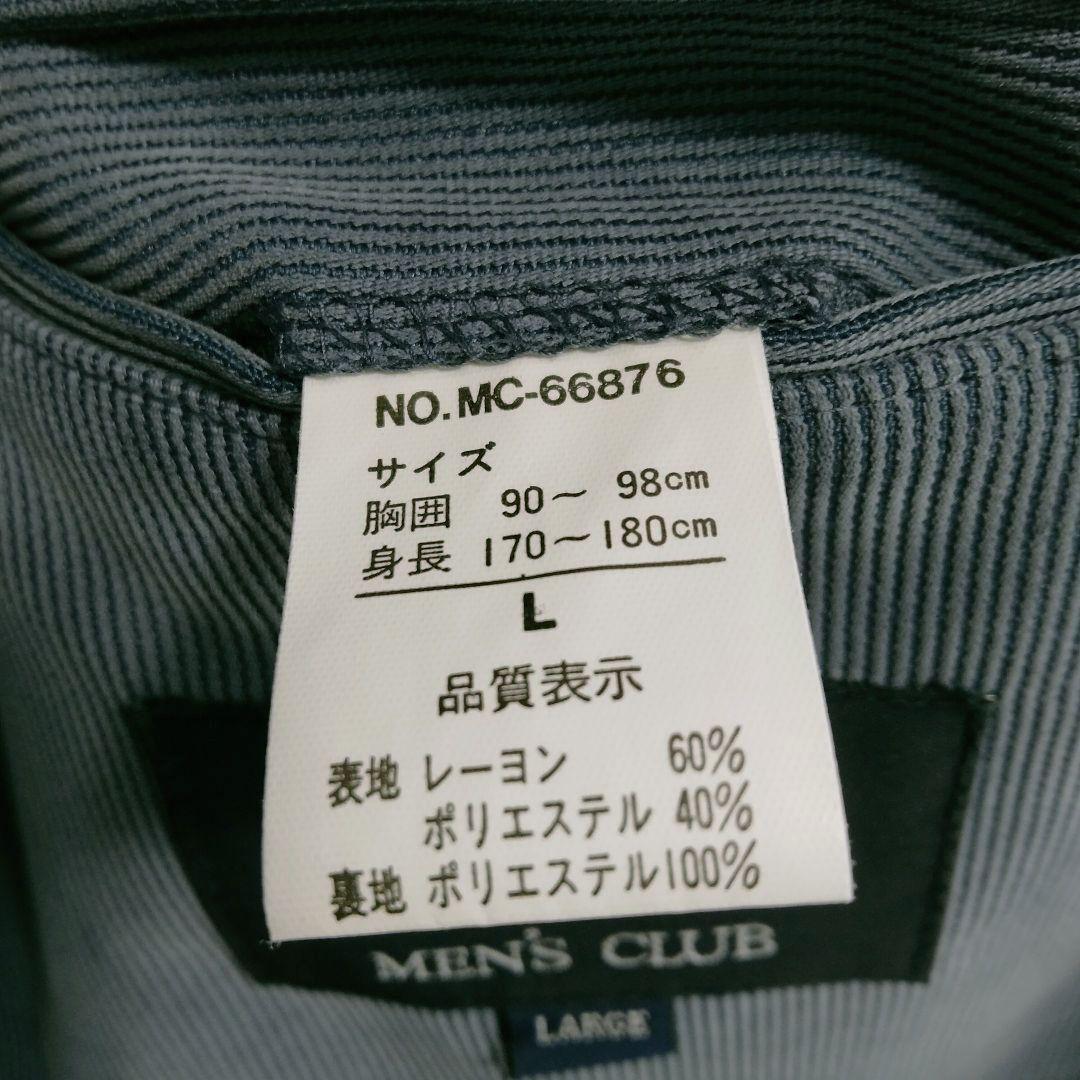 NO.MC-66876
サイズ
胸囲 90〜 98cm
身長 170〜180cm
L
品質表示
表地 レーヨン 60%
ポリエステル 40%
裏地 ポリエステル100%
MEN'S CLUB
LARGE